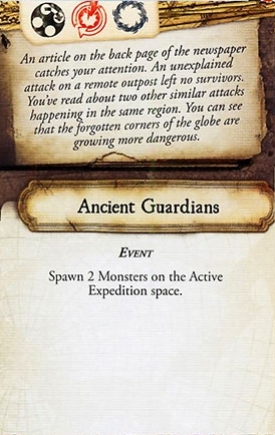 An article on the back page of the newspaper
catches your attention. An unexplained
attack on a remote outpost left no survivors.
You've read about two other similar attacks
happening in the same region. You can see
that the forgotten corners of the globe are
growing more dangerous.
Ancient Guardians
Event
Spawn 2 Monsters on the Active
Expedition space.